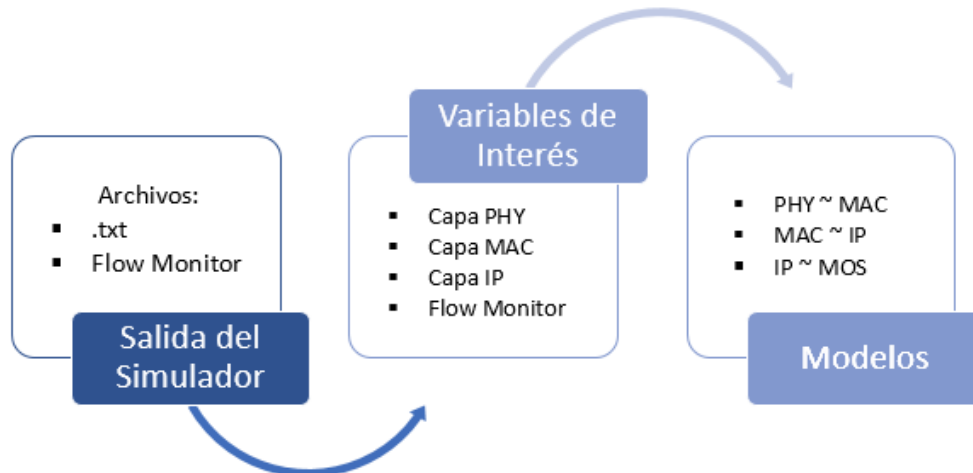 Archivos:
▪ .txt
▪ Flow Monitor
Salida del
Simulador
Variables de
Interés
▪ Capa PHY
▪ Capa MAC
▪ Capa IP
▪ Flow Monitor
▪ PHY ~ MAC
▪ MAC ~ IP
▪ IP ~ MOS
Modelos